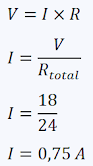 V = I × R
I = V / R_total
I = 18 / 24
I = 0,75 A